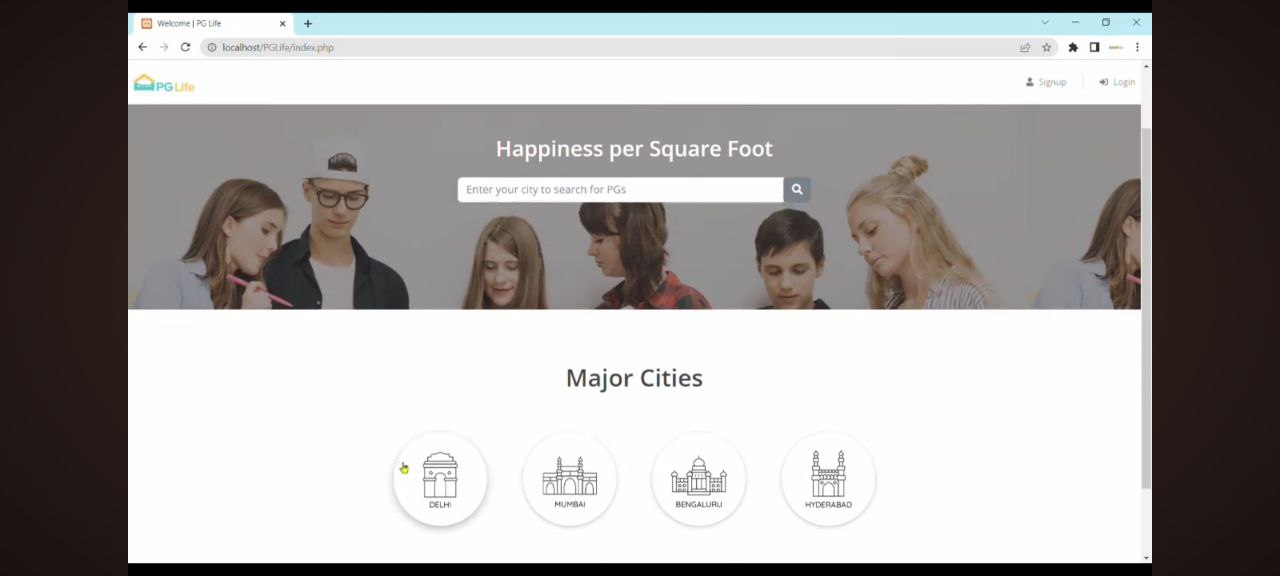 Welcome | PG Life
localhost/PGLife/index.php
PG Life
Signup
Login
Happiness per Square Foot
Enter your city to search for PGs
Major Cities
DELHI
MUMBAI
BENGALURU
HYDERABAD